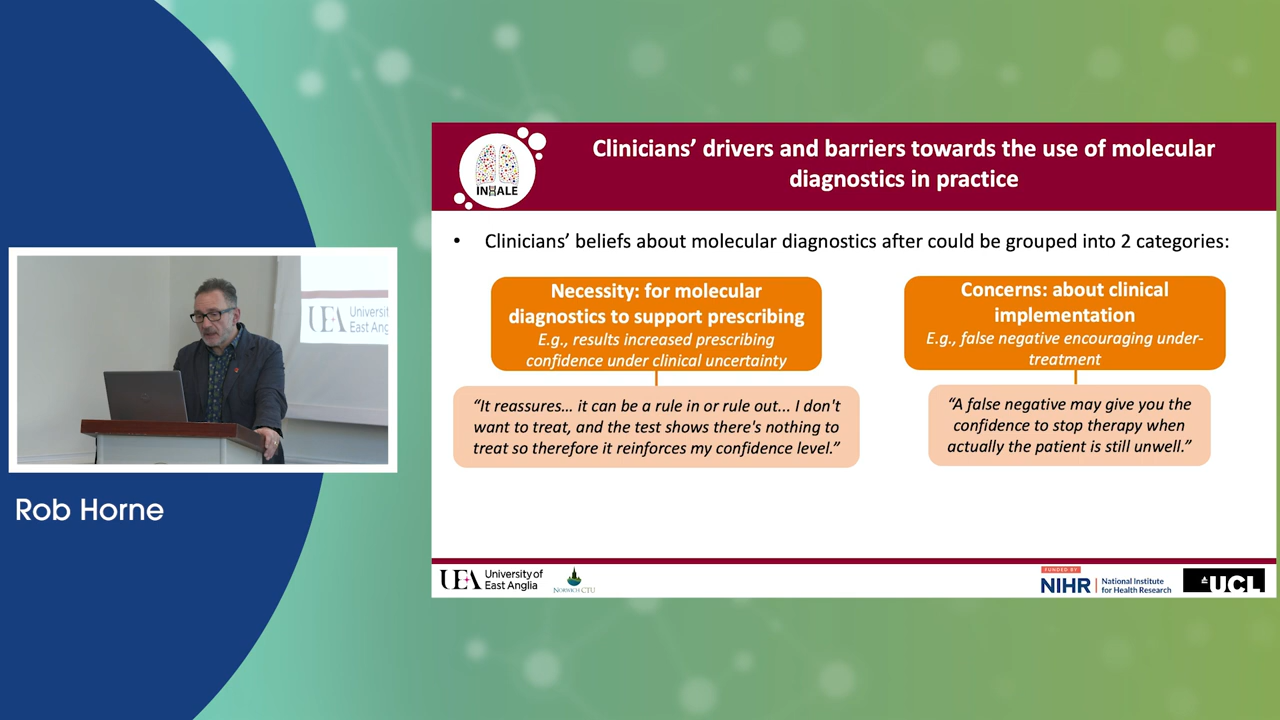 Clinicians’ drivers and barriers towards the use of molecular
diagnostics in practice
INHALE
• Clinicians’ beliefs about molecular diagnostics after could be grouped into 2 categories:
Necessity: for molecular
diagnostics to support prescribing
E.g., results increased prescribing
confidence under clinical uncertainty
Concerns: about clinical
implementation
E.g., false negative encouraging under-
treatment
“It reassures… it can be a rule in or rule out... I don't
want to treat, and the test shows there's nothing to
treat so therefore it reinforces my confidence level.”
“A false negative may give you the
confidence to stop therapy when
actually the patient is still unwell.”
UEA
Universit
East Angl
Rob Horne
UEA University of
East Anglia
NORWICH CTU
FUNDED BY
NIHR | National Institute
for Health Research
UCL